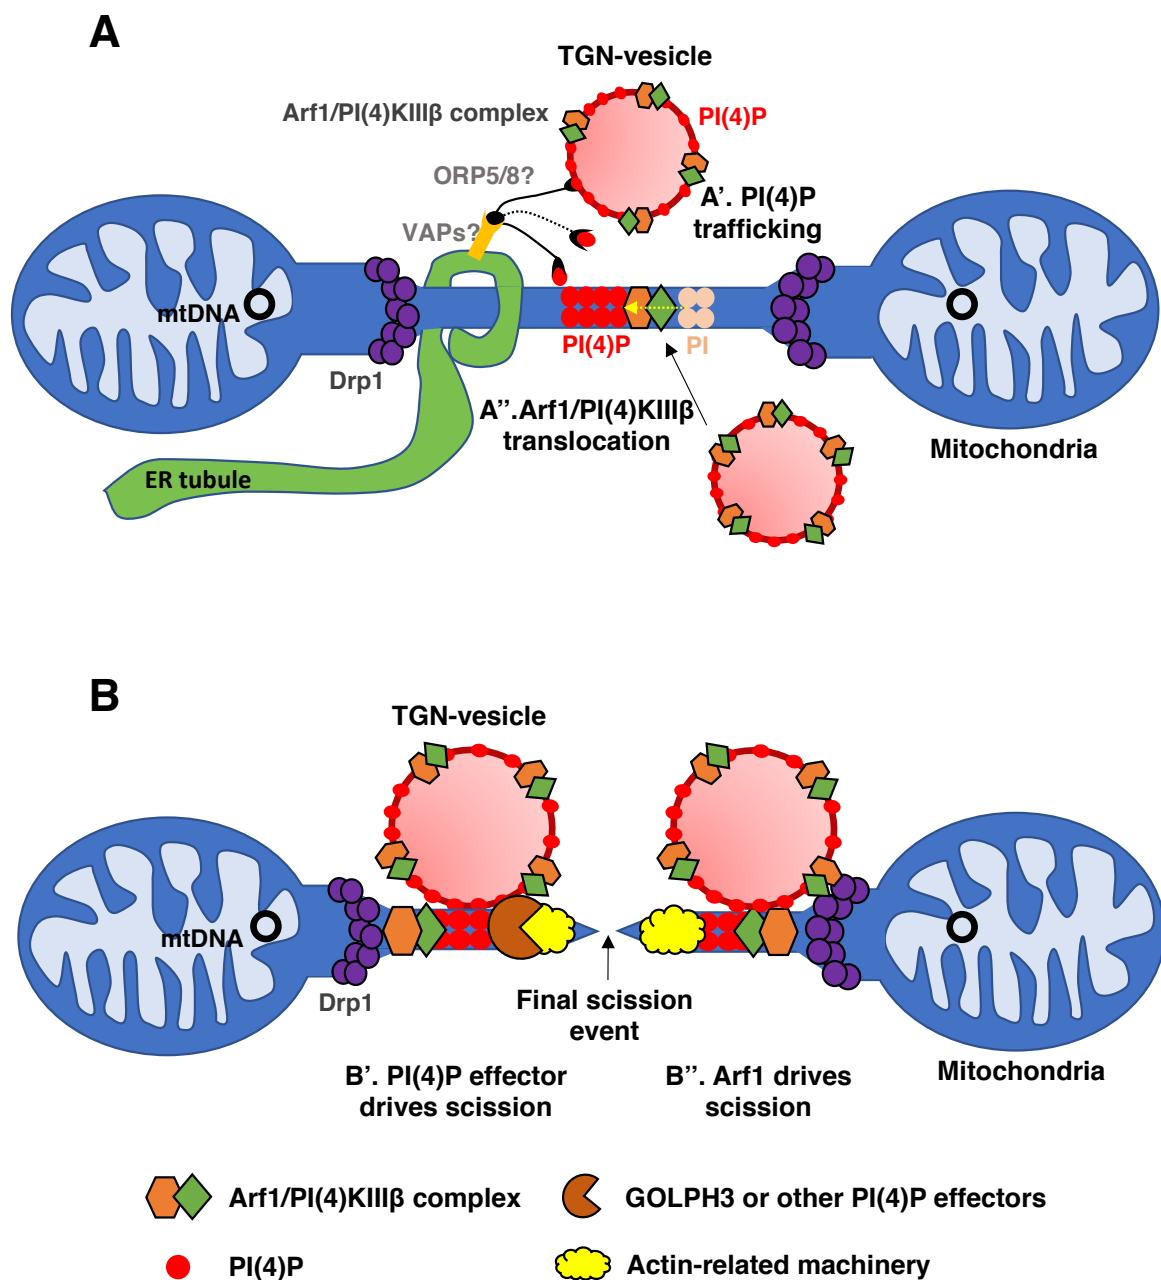 A
TGN-vesicle
Arf1/PI(4)KIIIβ complex
PI(4)P
ORP5/8?
A'. PI(4)P
trafficking
VAPs?
mtDNA
Drp1
PI(4)P
PI
A''.Arf1/PI(4)KIIIβ
translocation
Mitochondria
ER tubule
B
TGN-vesicle
mtDNA
Drp1
Final scission
event
Mitochondria
B'. PI(4)P effector
drives scission
B''. Arf1 drives
scission
Arf1/PI(4)KIIIβ complex
GOLPH3 or other PI(4)P effectors
PI(4)P
Actin-related machinery